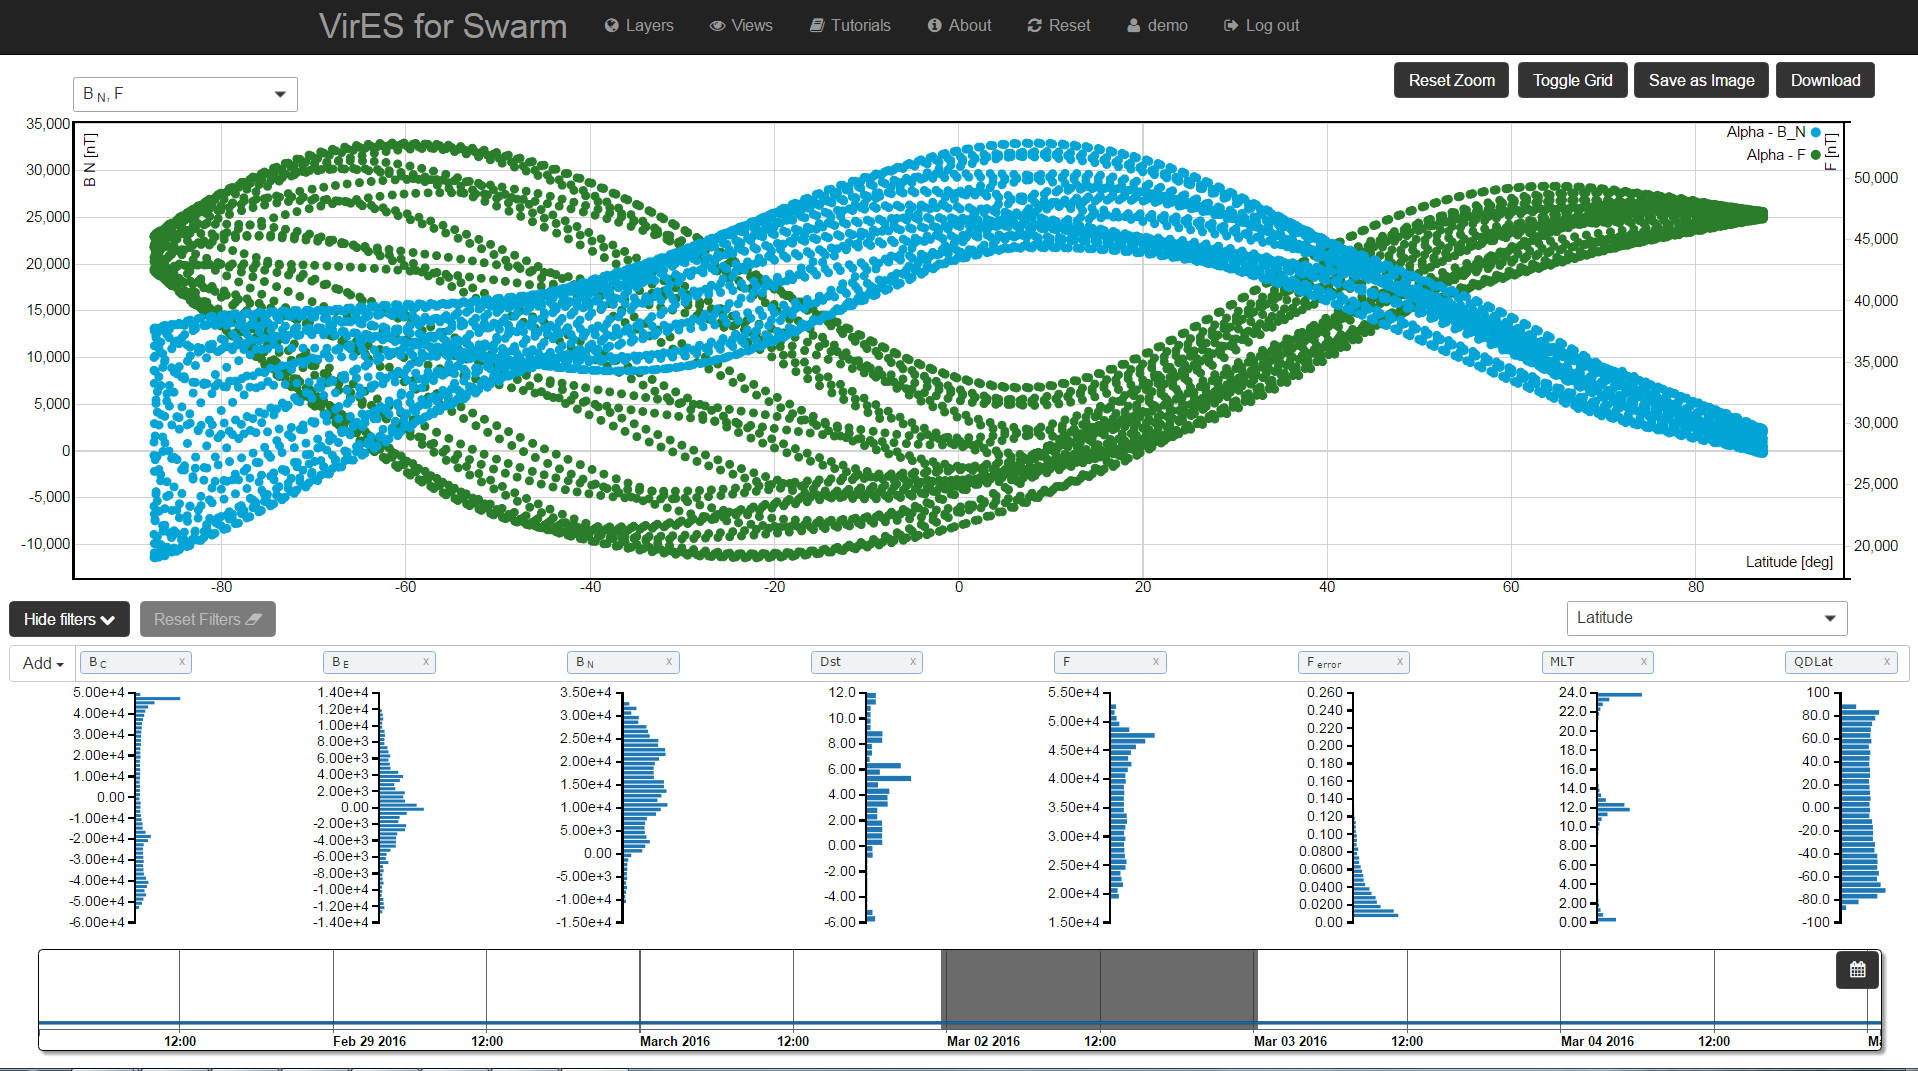 VirES for Swarm Layers Views Tutorials About Reset demo Log out
B N, F Reset Zoom Toggle Grid Save as Image Download
35,000
30,000
25,000
20,000
15,000
10,000
5,000
0
-5,000
-10,000
B N [nT]
Alpha - B_N
Alpha - F
F [nT]
50,000
45,000
40,000
35,000
30,000
25,000
20,000
Latitude [deg]
-80 -60 -40 -20 0 20 40 60 80
Hide filters Reset Filters Latitude
Add B C x B E x B N x Dst x F x F error x MLT x QDLat x
5.00e+4
4.00e+4
3.00e+4
2.00e+4
1.00e+4
0.00
-1.00e+4
-2.00e+4
-3.00e+4
-4.00e+4
-5.00e+4
-6.00e+4
1.40e+4
1.20e+4
1.00e+4
8.00e+3
6.00e+3
4.00e+3
2.00e+3
0.00
-2.00e+3
-4.00e+3
-6.00e+3
-8.00e+3
-1.00e+4
-1.20e+4
-1.40e+4
3.50e+4
3.00e+4
2.50e+4
2.00e+4
1.50e+4
1.00e+4
5.00e+3
0.00
-5.00e+3
-1.00e+4
-1.50e+4
12.0
10.0
8.00
6.00
4.00
2.00
0.00
-2.00
-4.00
-6.00
5.50e+4
5.00e+4
4.50e+4
4.00e+4
3.50e+4
3.00e+4
2.50e+4
2.00e+4
1.50e+4
0.260
0.240
0.220
0.200
0.180
0.160
0.140
0.120
0.100
0.0800
0.0600
0.0400
0.0200
0.00
24.0
22.0
20.0
18.0
16.0
14.0
12.0
10.0
8.00
6.00
4.00
2.00
0.00
100
80.0
60.0
40.0
20.0
0.00
-20.0
-40.0
-60.0
-80.0
-100
12:00 Feb 29 2016 12:00 March 2016 12:00 Mar 02 2016 12:00 Mar 03 2016 12:00 Mar 04 2016 12:00